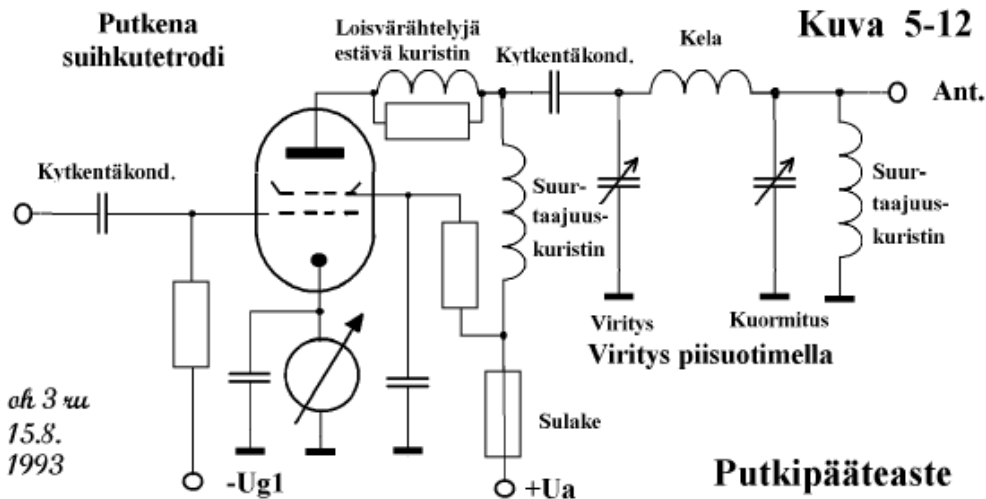 Putkena
suihkutetrodi
Loisvärähtelyjä
estävä kuristin
Kytkentäkond.
Kela
Kuva 5-12
Ant.
Kytkentäkond.
Suur-
taajuus-
kuristin
Suur-
taajuus-
kuristin
Viritys
Kuormitus
Viritys piisuotimella
oh 3 ru
15.8.
1993
Sulake
-Ug1
+Ua
Putkipääteaste